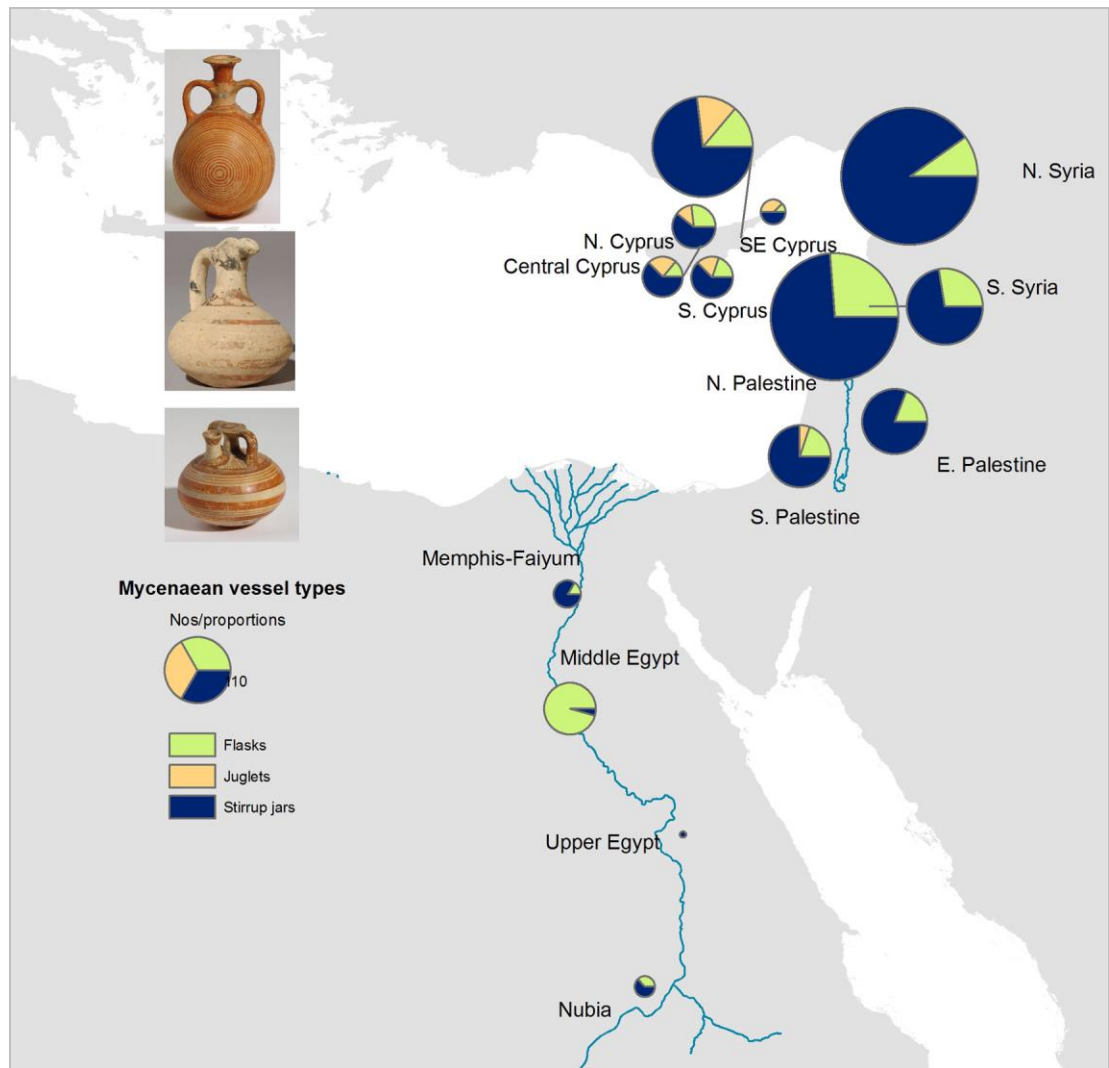 N. Syria
N. Cyprus
SE Cyprus
Central Cyprus
S. Cyprus
S. Syria
N. Palestine
E. Palestine
S. Palestine
Memphis-Faiyum
Mycenaean vessel types
Nos/proportions
110
Middle Egypt
Flasks
Juglets
Stirrup jars
Upper Egypt
Nubia